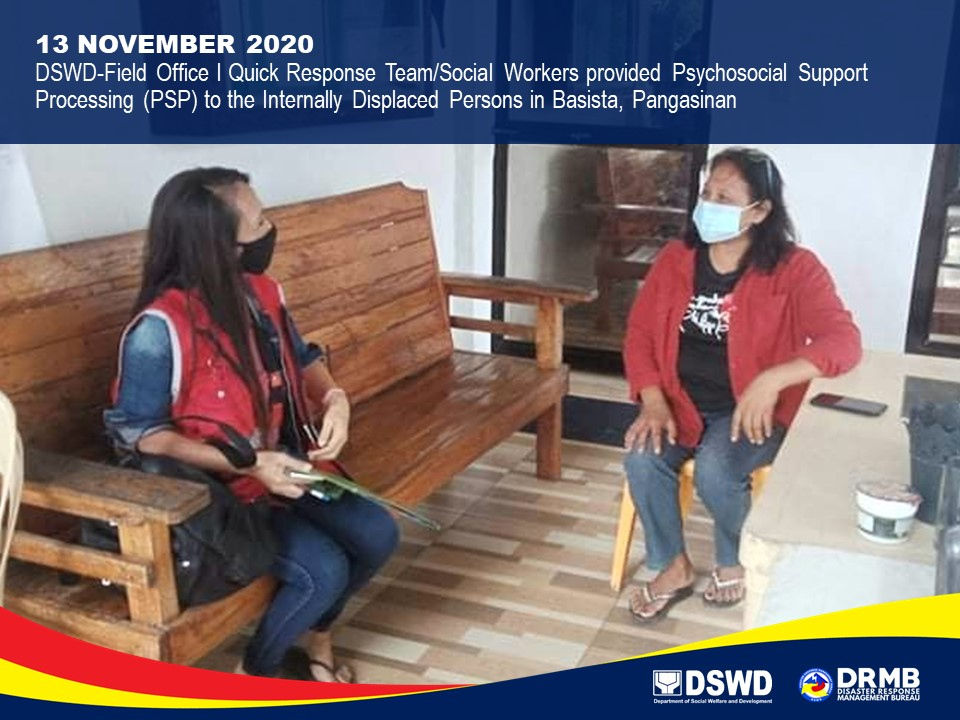 13 NOVEMBER 2020
DSWD-Field Office I Quick Response Team/Social Workers provided Psychosocial Support
Processing (PSP) to the Internally Displaced Persons in Basista, Pangasinan
DSWD
Department of Social Welfare and Development
DRMB
DISASTER RESPONSE
MANAGEMENT BUREAU